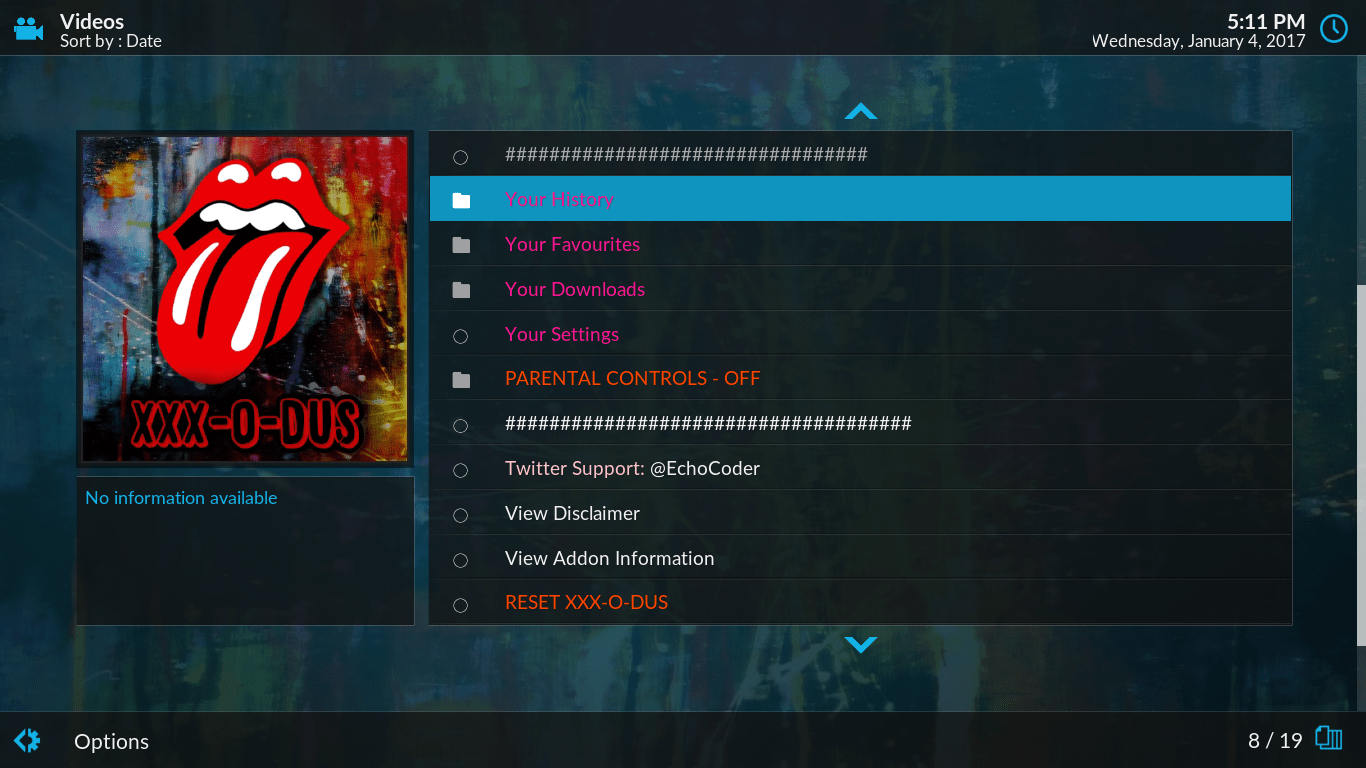 Videos
Sort by : Date
5:11 PM
Wednesday, January 4, 2017
#################################
Your History
Your Favourites
Your Downloads
Your Settings
PARENTAL CONTROLS - OFF
#####################################
Twitter Support: @EchoCoder
View Disclaimer
View Addon Information
RESET XXX-O-DUS
XXX-O-DUS
No information available
Options
8 / 19